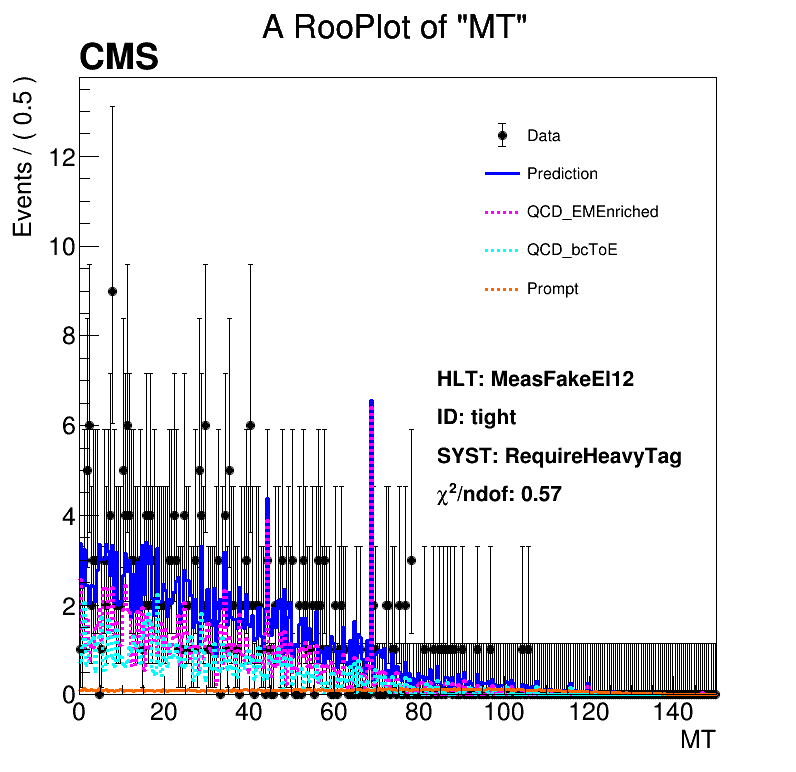 A RooPlot of "MT"
CMS
Events / ( 0.5 )
12
10
8
6
4
2
0
Data
Prediction
QCD_EMEnriched
QCD_bcToE
Prompt
HLT: MeasFakeEl12
ID: tight
SYST: RequireHeavyTag
χ²/ndof: 0.57
0 20 40 60 80 100 120 140
MT